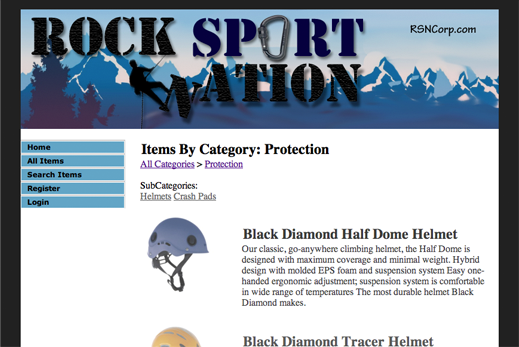 ROCK SPORT
NATION
RSNCorp.com
Home
All Items
Search Items
Register
Login
Items By Category: Protection
All Categories > Protection
SubCategories:
Helmets Crash Pads
Black Diamond Half Dome Helmet
Our classic, go-anywhere climbing helmet, the Half Dome is
designed with maximum coverage and minimal weight. Hybrid
design with molded EPS foam and suspension system Easy one-
handed ergonomic adjustment; suspension system is comfortable
in wide range of temperatures The most durable helmet Black
Diamond makes.
Black Diamond Tracer Helmet